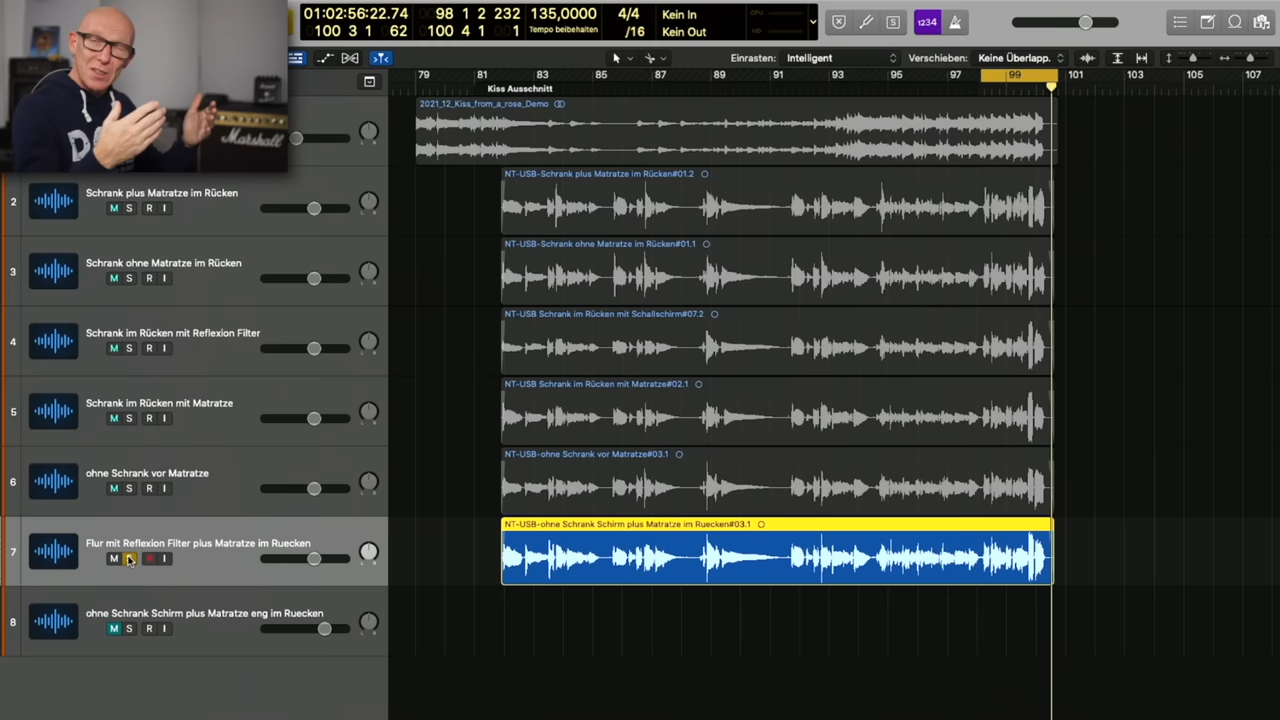 01:02:56:22.74
100 3 1 62
98 1 2 232
100 4 1 1
135,0000
Tempo beibehalten
4/4
/16
Kein In
Kein Out
CPU
S
1234
Einrasten: Intelligent
Verschieben: Keine Überlapp.
79 81 83 85 87 89 91 93 95 97 99 101 103 105 107
Kiss Ausschnitt
Marshall
D
2021_12_Kiss_from_a_rose_Demo
2
Schrank plus Matratze im Rücken
M S R I
NT-USB-Schrank plus Matratze im Rücken#01.2
3
Schrank ohne Matratze im Rücken
M S R I
NT-USB-Schrank ohne Matratze im Rücken#01.1
4
Schrank im Rücken mit Reflexion Filter
M S R I
NT-USB Schrank im Rücken mit Schallschirm#07.2
5
Schrank im Rücken mit Matratze
M S R I
NT-USB Schrank im Rücken mit Matratze#02.1
6
ohne Schrank vor Matratze
M S R I
NT-USB-ohne Schrank vor Matratze#03.1
7
Flur mit Reflexion Filter plus Matratze im Ruecken
M S R I
NT-USB-ohne Schrank Schirm plus Matratze im Ruecken#03.1
8
ohne Schrank Schirm plus Matratze eng im Ruecken
M S R I